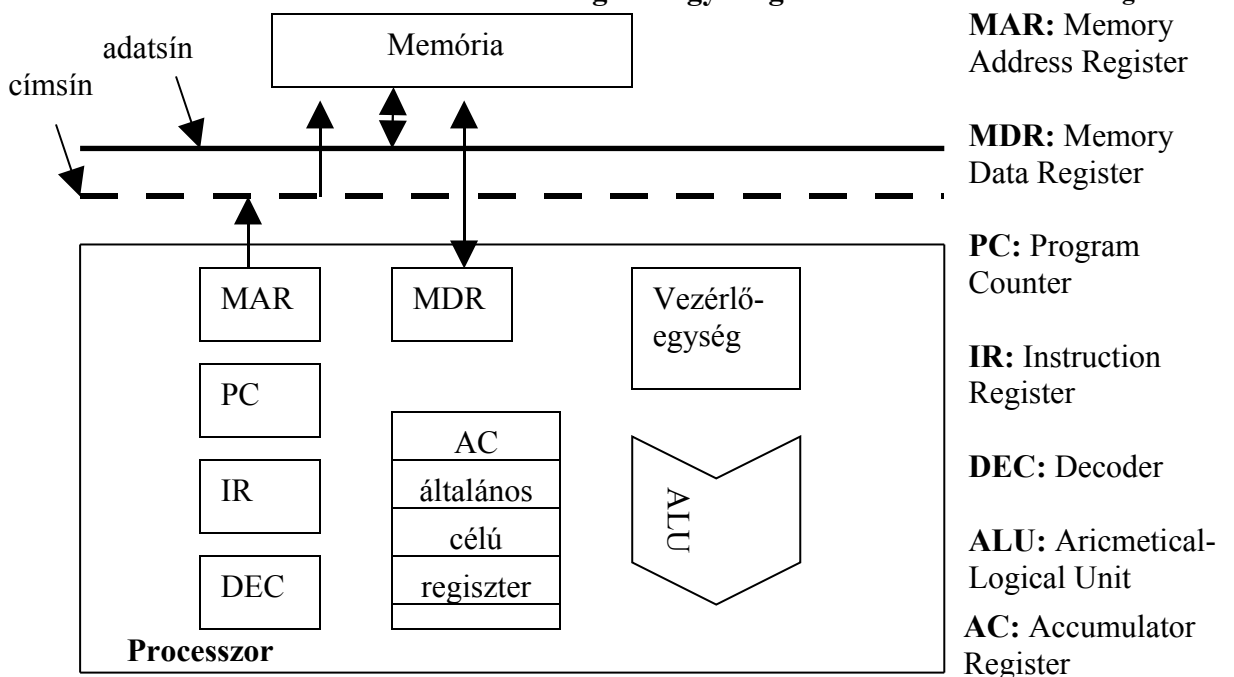 Memória
adatsín
címsín
MAR
MDR
Vezérlő-
egység
PC
AC
IR
általános
célú
DEC
regiszter
ALU
Processzor
MAR: Memory
Address Register
MDR: Memory
Data Register
PC: Program
Counter
IR: Instruction
Register
DEC: Decoder
ALU: Aricmetical-
Logical Unit
AC: Accumulator
Register